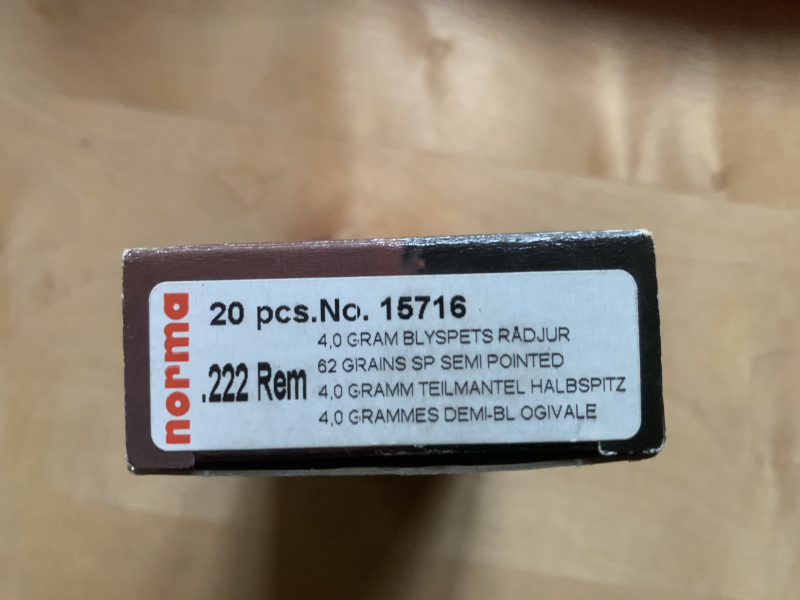 norma
20 pcs.No. 15716
.222 Rem
4,0 GRAM BLYSPETS RÅDJUR
62 GRAINS SP SEMI POINTED
4,0 GRAMM TEILMANTEL HALBSPITZ
4,0 GRAMMES DEMI-BL OGIVALE